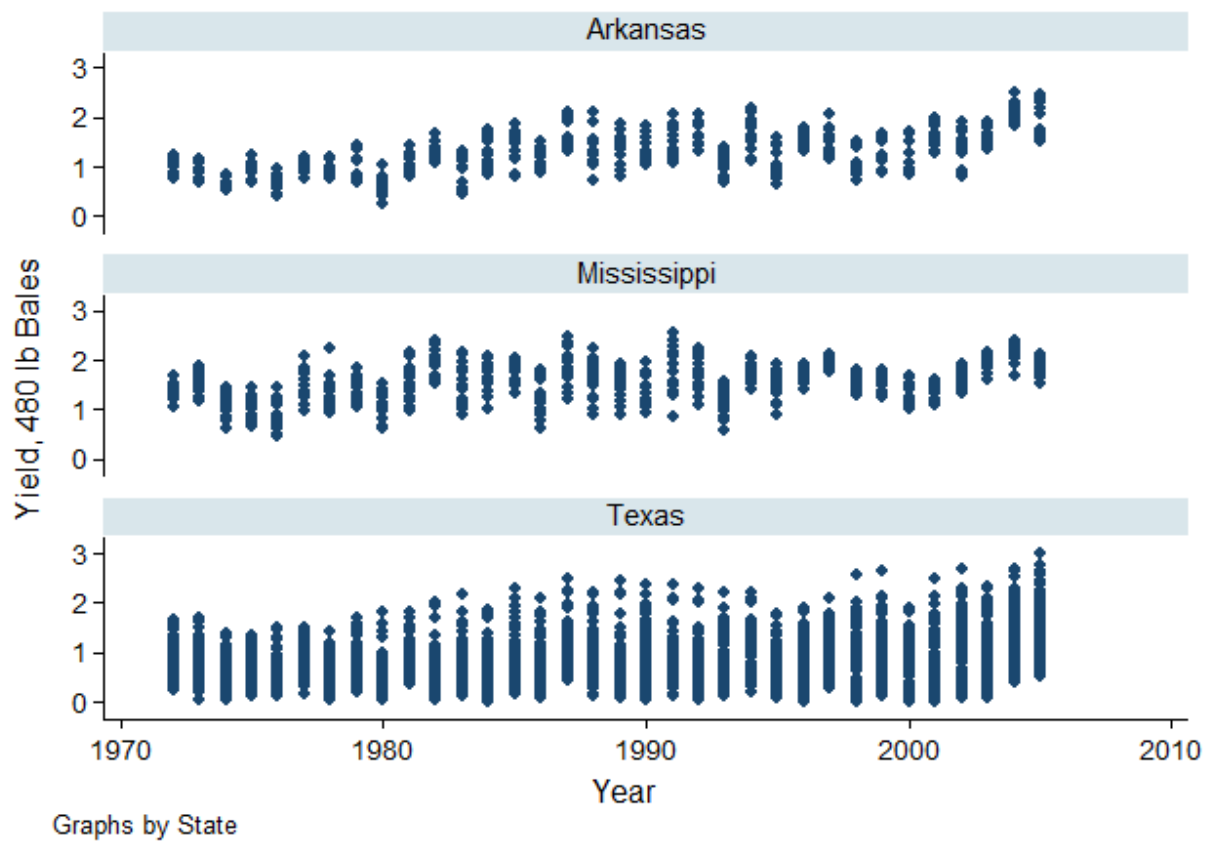 Arkansas
3
2
1
0
Mississippi
3
2
1
0
Texas
3
2
1
0
Yield, 480 lb Bales
1970 1980 1990 2000 2010
Year
Graphs by State